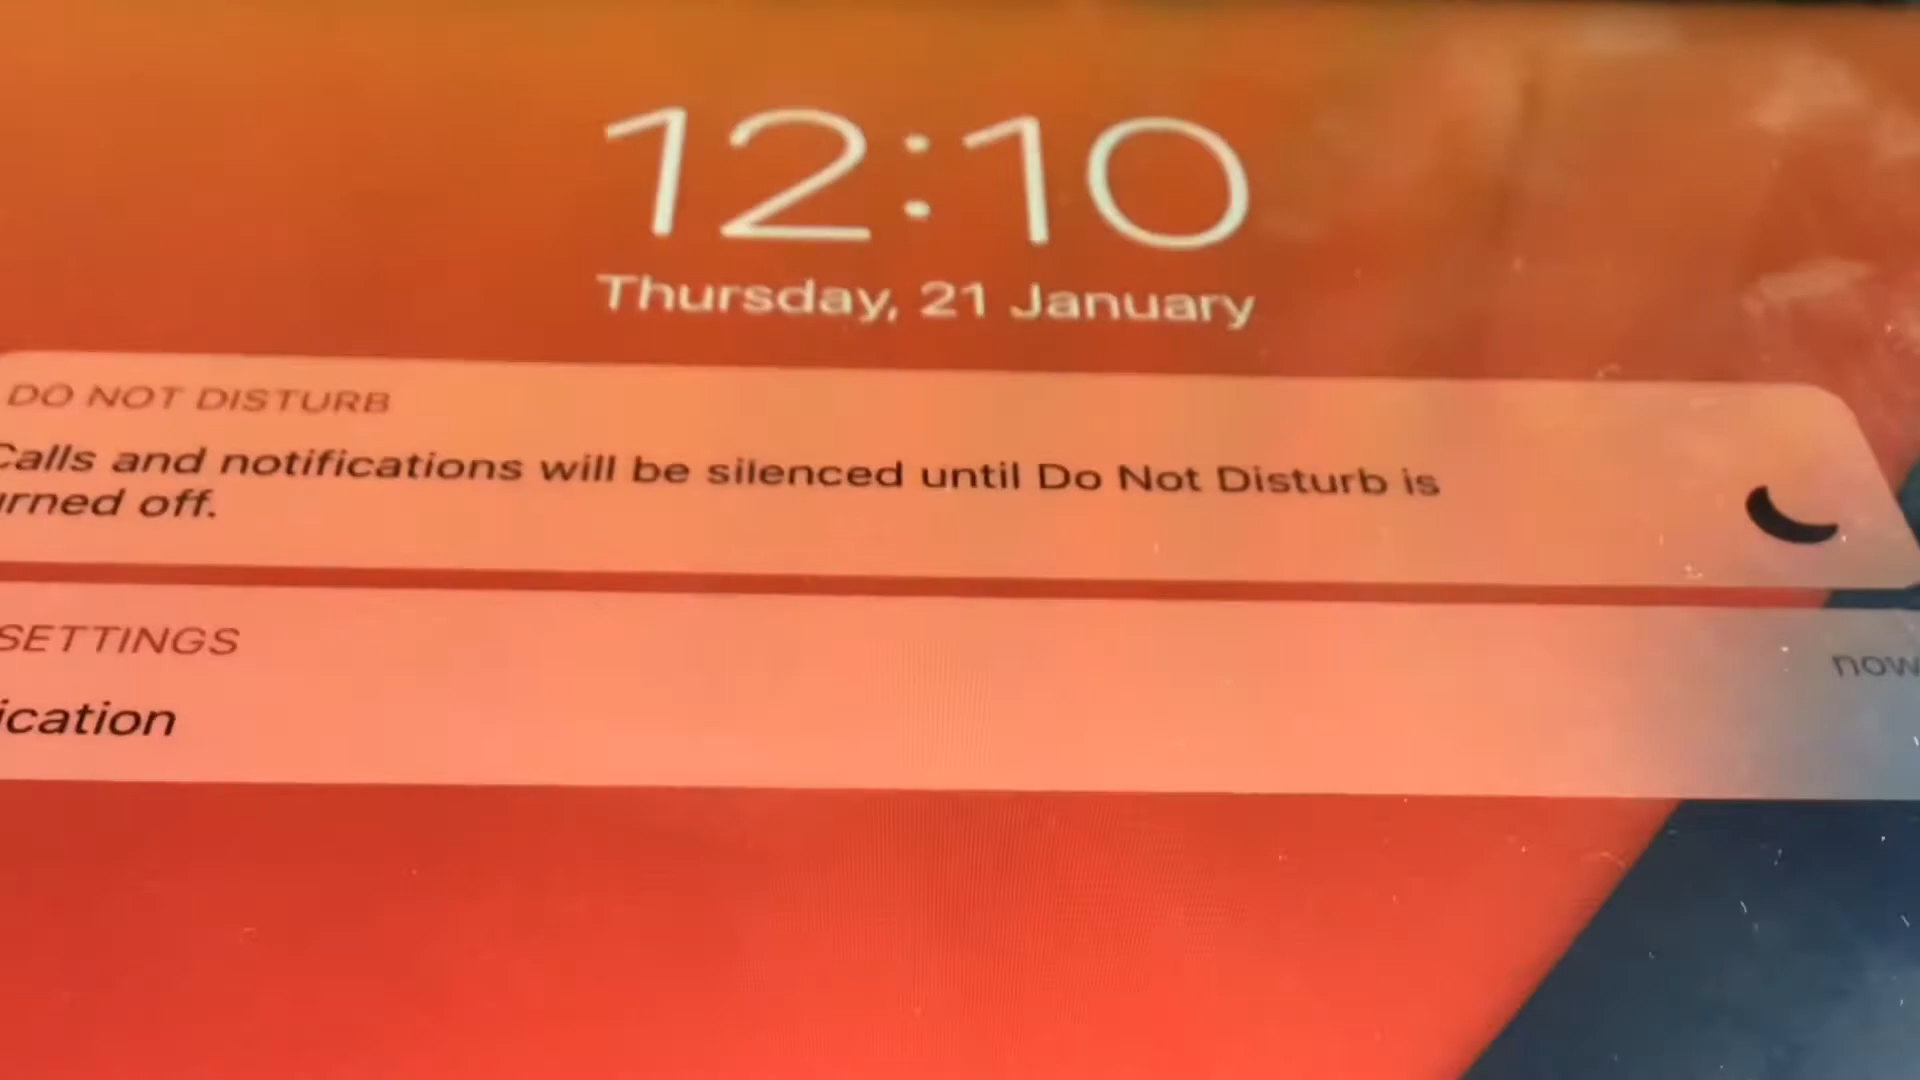 12:10
Thursday, 21 January
DO NOT DISTURB
Calls and notifications will be silenced until Do Not Disturb is
urned off.
SETTINGS
now
ication